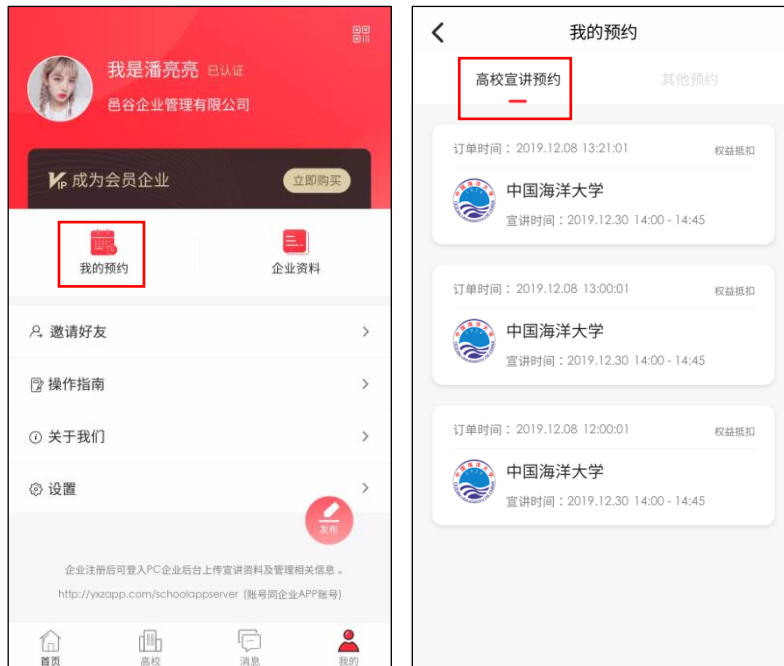 我是潘亮亮 已认证
邑谷企业管理有限公司
VIP 成为会员企业
立即购买
我的预约
企业资料
邀请好友
操作指南
关于我们
设置
发布
企业注册后可登入PC企业后台上传宣讲资料及管理相关信息。
http://yxzapp.com/schoolappserver (账号同企业APP账号)
首页
高校
消息
我的
我的预约
高校宣讲预约
其他预约
订单时间：2019.12.08 13:21:01
权益抵扣
中国海洋大学
宣讲时间：2019.12.30 14:00 - 14:45
订单时间：2019.12.08 13:00:01
权益抵扣
中国海洋大学
宣讲时间：2019.12.30 14:00 - 14:45
订单时间：2019.12.08 12:00:01
权益抵扣
中国海洋大学
宣讲时间：2019.12.30 14:00 - 14:45